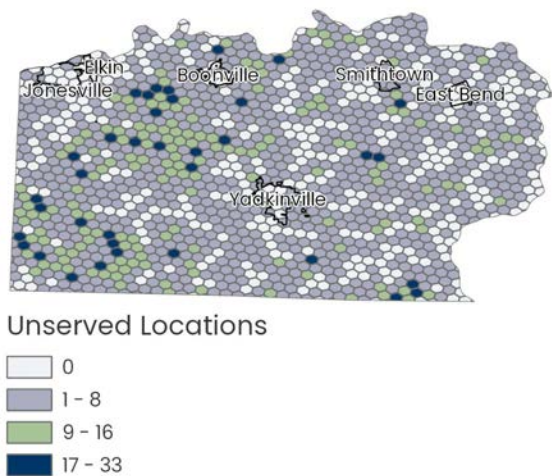 Elkin
Jonesville
Boonville
Smithtown
East Bend
Yadkinville
Unserved Locations
0
1 - 8
9 - 16
17 - 33